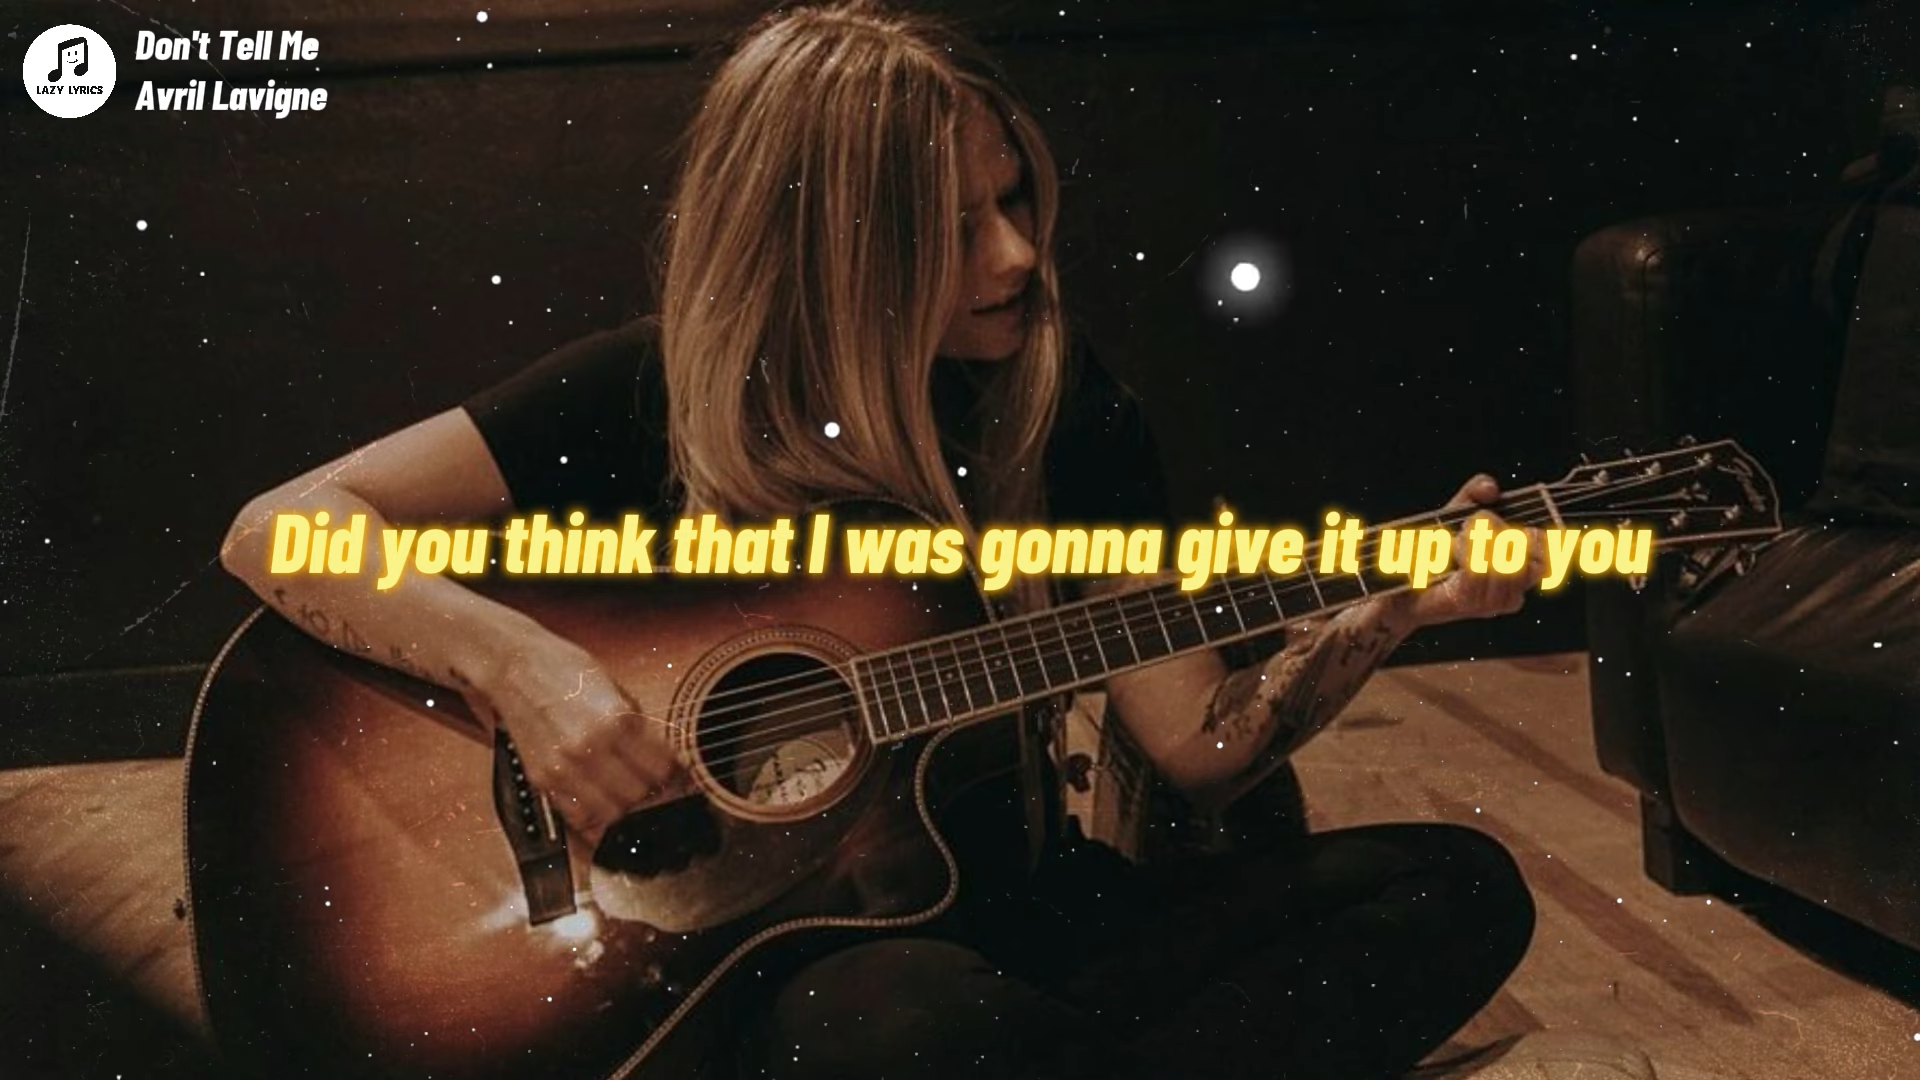 Don't Tell Me
Avril Lavigne
LAZY LYRICS
Did you think that I was gonna give it up to you